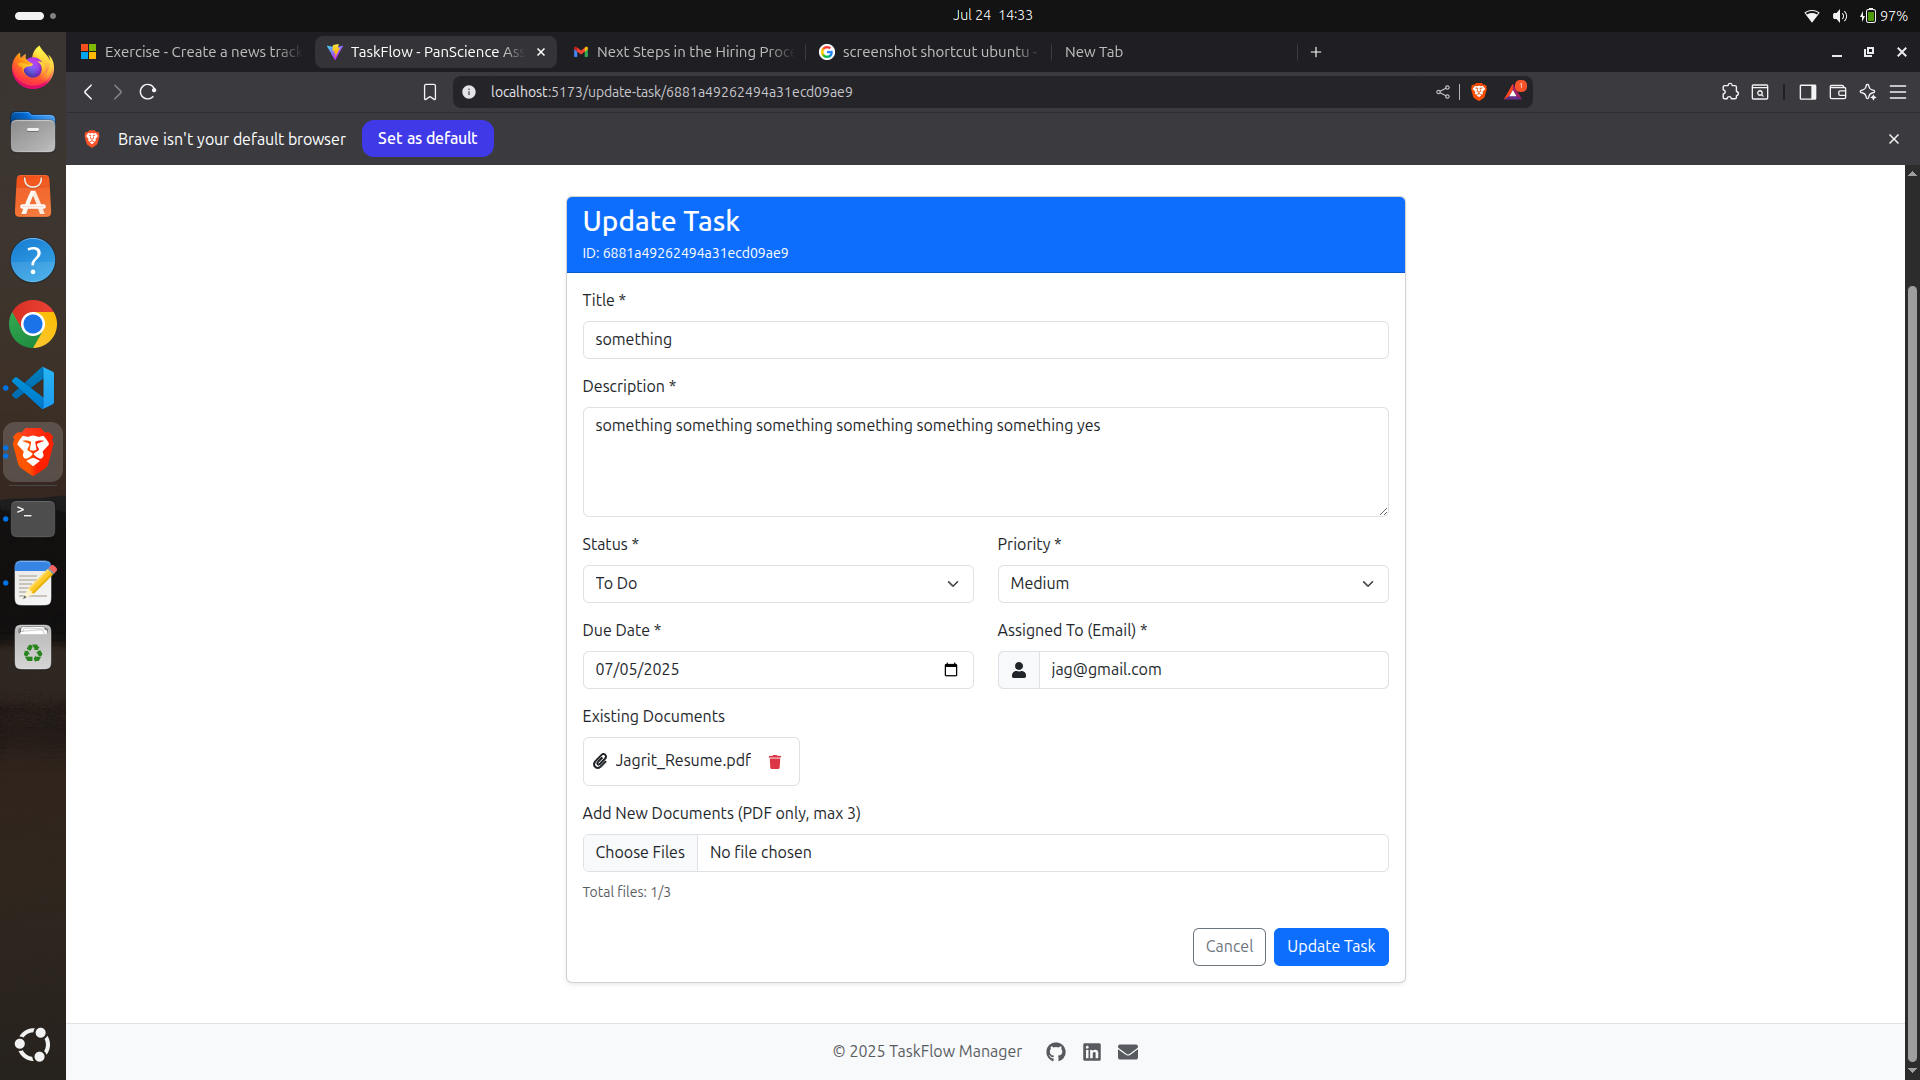 Jul 24 14:33
97%
Exercise - Create a news track
TaskFlow - PanScience Ass
Next Steps in the Hiring Proc
screenshot shortcut ubuntu -
New Tab
localhost:5173/update-task/6881a49262494a31ecd09ae9
1
Brave isn't your default browser
Set as default
Update Task
ID: 6881a49262494a31ecd09ae9
Title *
something
Description *
something something something something something something yes
Status *
Priority *
To Do
Medium
Due Date *
Assigned To (Email) *
07/05/2025
jag@gmail.com
Existing Documents
Jagrit_Resume.pdf
Add New Documents (PDF only, max 3)
Choose Files
No file chosen
Total files: 1/3
Cancel
Update Task
© 2025 TaskFlow Manager